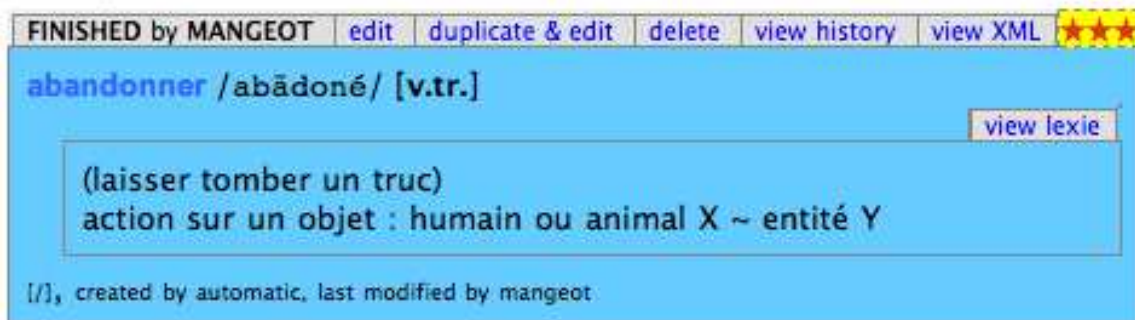 FINISHED by MANGEOT edit duplicate & edit delete view history view XML ★★★
abandonner /abãdoné/ [v.tr.]
view lexie
(laisser tomber un truc)
action sur un objet : humain ou animal X ~ entité Y
[/], created by automatic, last modified by mangeot